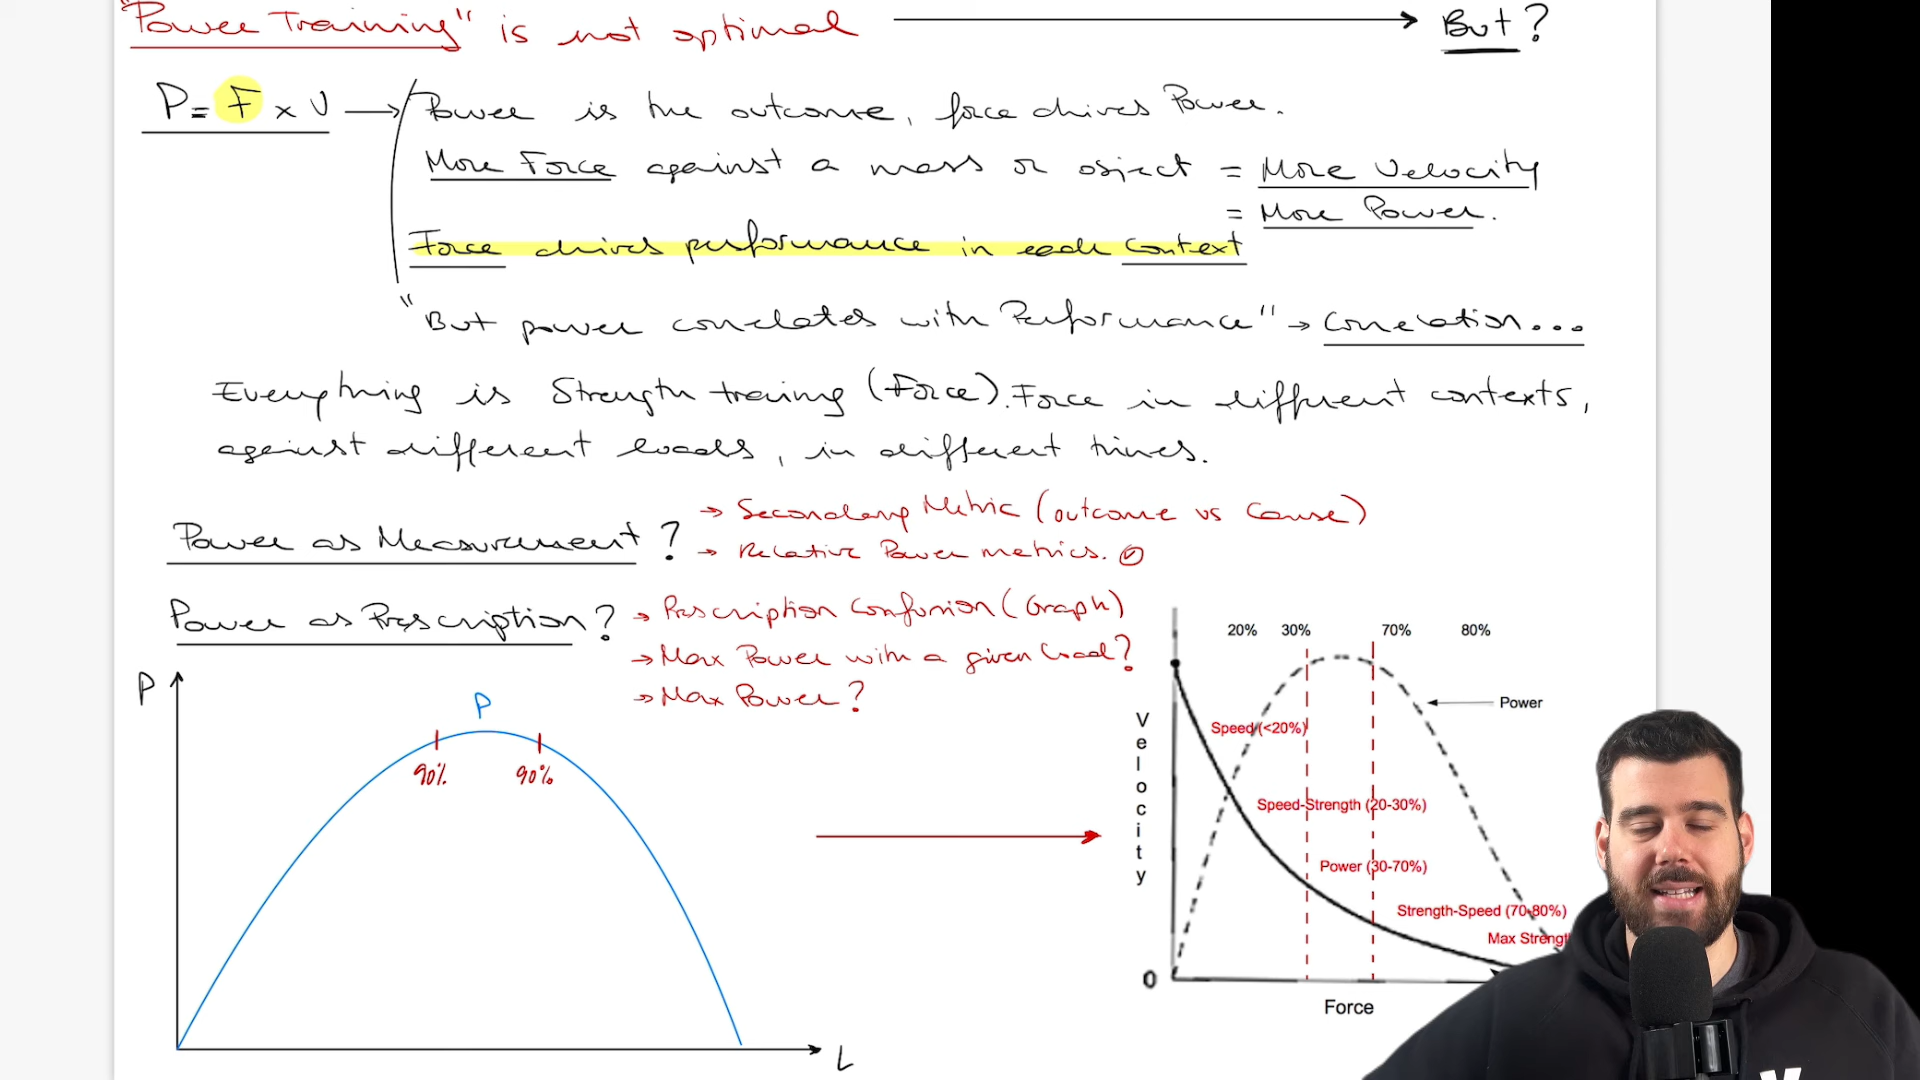 "Power Training" is not optimal → But?
P = F x V → Power is the outcome, force drives Power.
More Force against a mass or object = More Velocity
= More Power.
Force drives performance in each context
"But power correlates with Performance" → Correlation...
Everything is Strength training (Force). Force in different contexts,
against different loads, in different times.
Power as Measurement?
→ Secondary Metric (outcome vs cause)
→ Relative Power metrics.
Power as Prescription?
→ Prescription Confusion (Graph)
→ Max Power with a given Load?
→ Max Power?
P
P
90%
90%
L
20% 30% 70% 80%
Power
Velocity
Speed (<20%)
Speed-Strength (20-30%)
Power (30-70%)
Strength-Speed (70-80%)
Max Strengt
0
Force